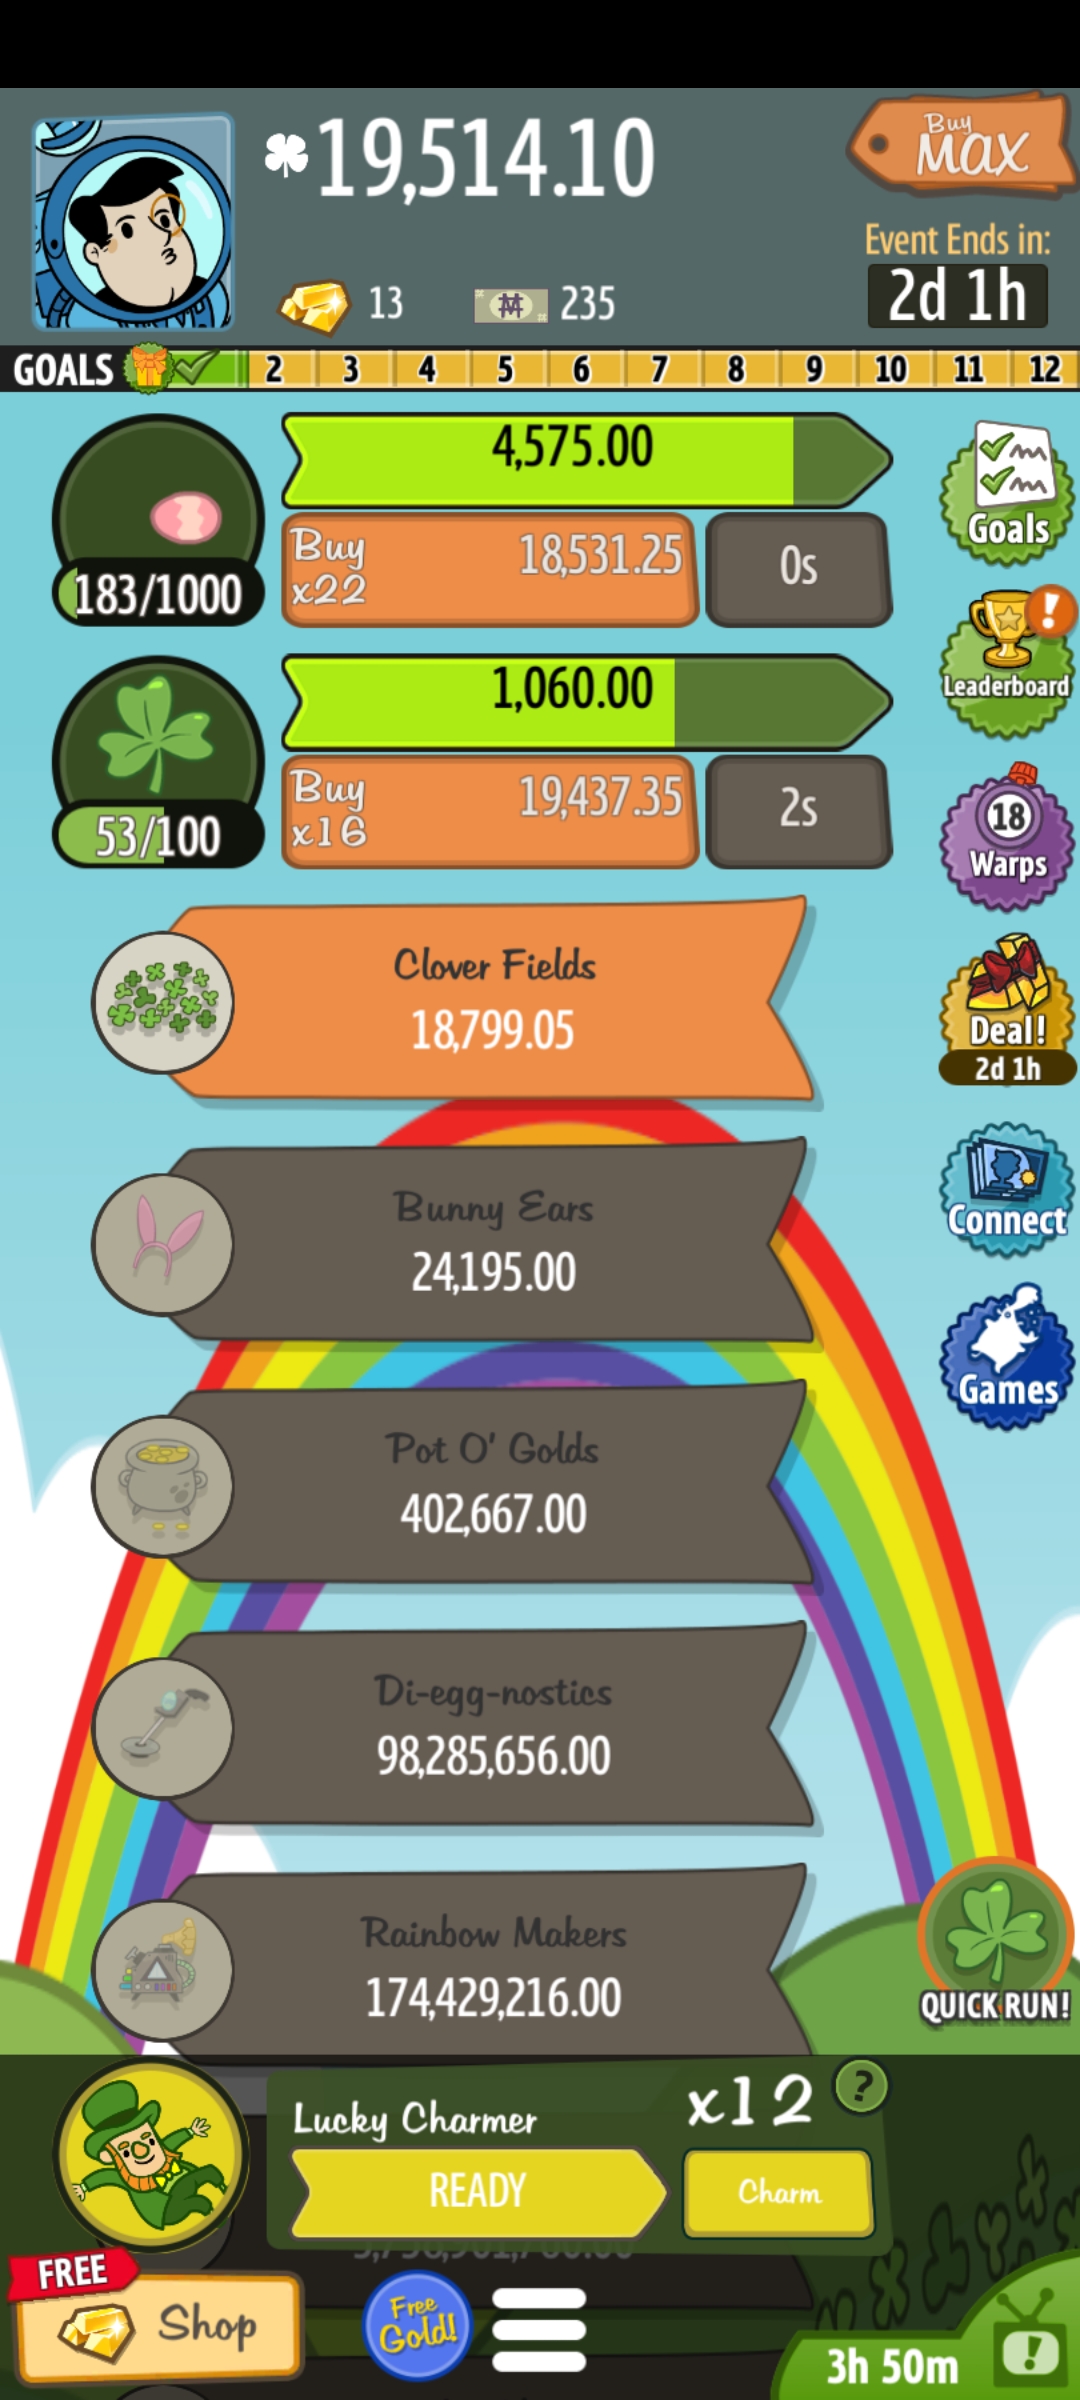 19,514.10
Buy
MAX
13
235
Event Ends in:
2d 1h
GOALS 2 3 4 5 6 7 8 9 10 11 12
4,575.00
Buy
x22
18,531.25
0s
183/1000
Goals
1,060.00
Buy
x16
19,437.35
2s
53/100
!
Leaderboard
18
Warps
Clover Fields
18,799.05
Deal!
2d 1h
Bunny Ears
24,195.00
Connect
Games
Pot O' Golds
402,667.00
Di-egg-nostics
98,285,656.00
Rainbow Makers
174,429,216.00
QUICK RUN!
Lucky Charmer
x12
?
READY
Charm
FREE
Shop
Free
Gold!
3h 50m
!